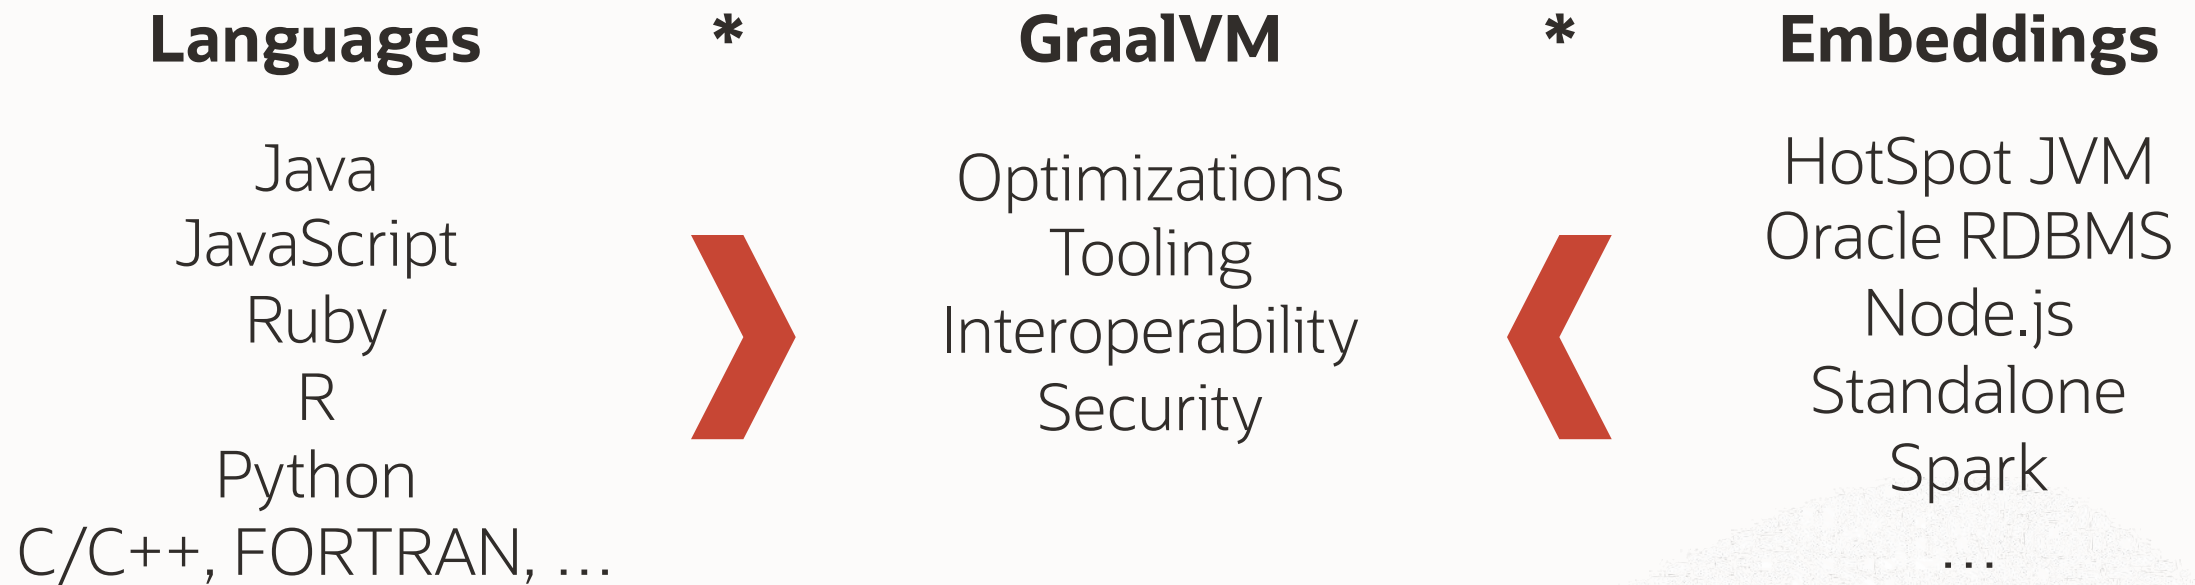 Languages * GraalVM * Embeddings
Java
JavaScript
Ruby
R
Python
C/C++, FORTRAN, ...
Optimizations
Tooling
Interoperability
Security
HotSpot JVM
Oracle RDBMS
Node.js
Standalone
Spark
...